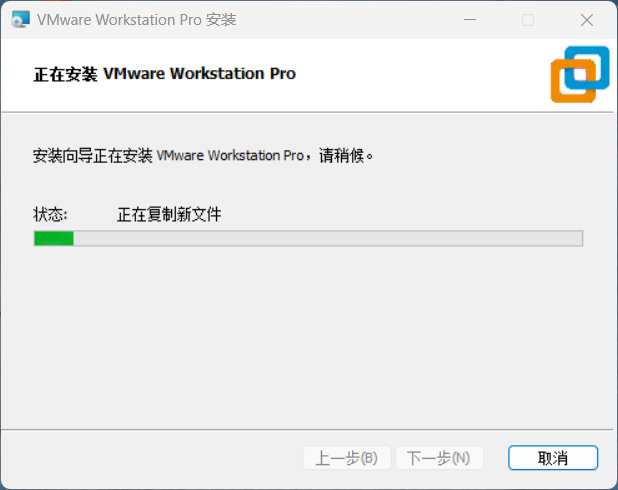 VMware Workstation Pro 安装
正在安装 VMware Workstation Pro
安装向导正在安装 VMware Workstation Pro，请稍候。
状态: 正在复制新文件
上一步(B) 下一步(N) 取消